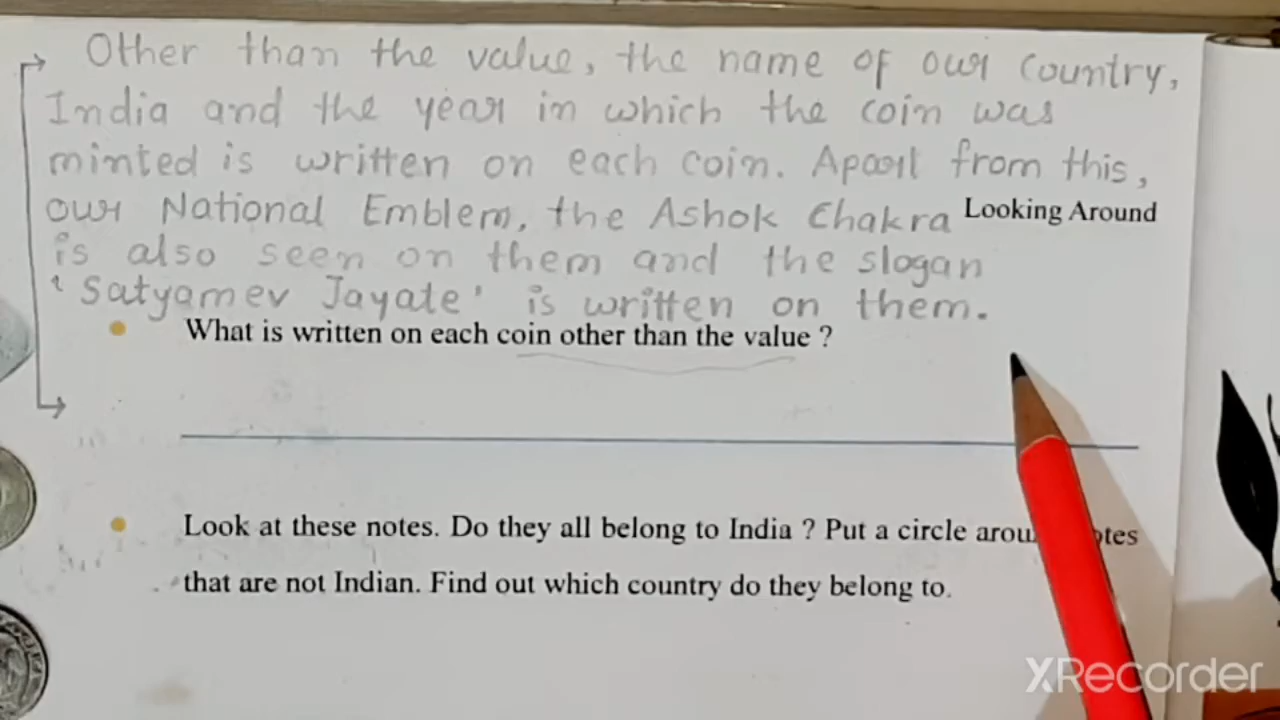 Other than the value, the name of our country,
India and the year in which the coin was
minted is written on each coin. Apart from this,
our National Emblem, the Ashok Chakra
Looking Around
is also seen on them and the slogan
'Satyamev Jayate' is written on them.
What is written on each coin other than the value ?
Look at these notes. Do they all belong to India ? Put a circle
that are not Indian. Find out which country do they belong to.
XRecorder